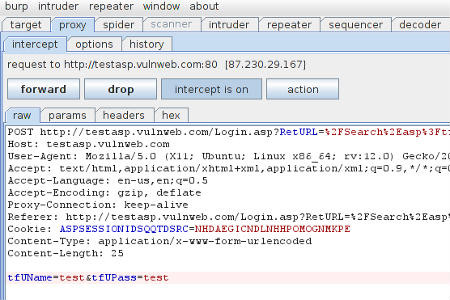 burp intruder repeater window about
target proxy spider scanner intruder repeater sequencer decoder
intercept options history
request to http://testasp.vulnweb.com:80 [87.230.29.167]
forward drop intercept is on action
raw params headers hex
POST http://testasp.vulnweb.com/Login.asp?RetURL=%2FSearch%2Easp%3Ft
Host: testasp.vulnweb.com
User-Agent: Mozilla/5.0 (X11; Ubuntu; Linux x86_64; rv:12.0) Gecko/20
Accept: text/html,application/xhtml+xml,application/xml;q=0.9,*/*;q=0
Accept-Language: en-us,en;q=0.5
Accept-Encoding: gzip, deflate
Proxy-Connection: keep-alive
Referer: http://testasp.vulnweb.com/Login.asp?RetURL=%2FSearch%2Easp%
Cookie: ASPSESSIONIDSQQTDSRC=NHDAEGICNDLNHHPOMOGNMKPE
Content-Type: application/x-www-form-urlencoded
Content-Length: 25
tfUName=test&tfUPass=test